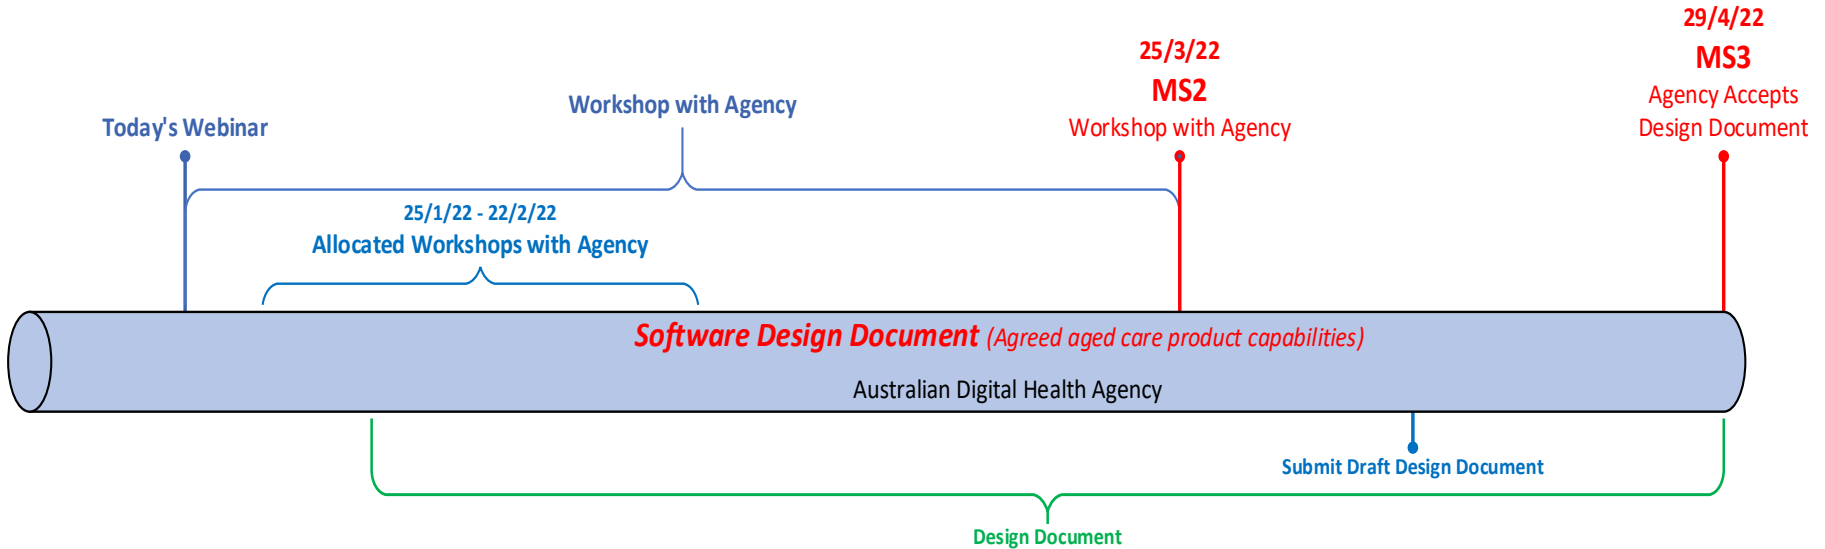 29/4/22
MS3
Agency Accepts
Design Document
25/3/22
MS2
Workshop with Agency
Workshop with Agency
Today's Webinar
25/1/22 - 22/2/22
Allocated Workshops with Agency
Software Design Document (Agreed aged care product capabilities)
Australian Digital Health Agency
Submit Draft Design Document
Design Document